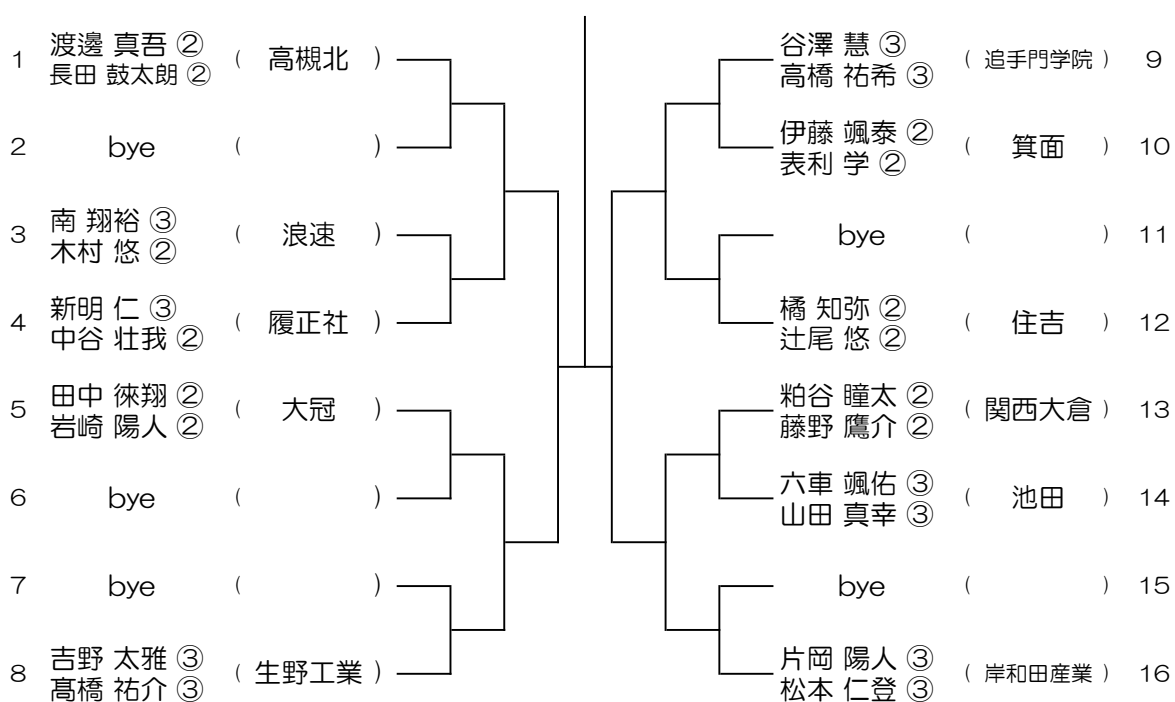 1 渡邊 真吾 ② ( 高槻北 )
長田 鼓太朗 ②
2 bye ( )
3 南 翔裕 ③ ( 浪速 )
木村 悠 ②
4 新明 仁 ③ ( 履正社 )
中谷 壮我 ②
5 田中 徠翔 ② ( 大冠 )
岩崎 陽人 ②
6 bye ( )
7 bye ( )
8 吉野 太雅 ③ ( 生野工業 )
髙橋 祐介 ③
谷澤 慧 ③ ( 追手門学院 ) 9
高橋 祐希 ③
伊藤 颯泰 ② ( 箕面 ) 10
表利 学 ②
bye ( ) 11
橘 知弥 ② ( 住吉 ) 12
辻尾 悠 ②
粕谷 瞳太 ② ( 関西大倉 ) 13
藤野 鷹介 ②
六車 颯佑 ③ ( 池田 ) 14
山田 真幸 ③
bye ( ) 15
片岡 陽人 ③ ( 岸和田産業 ) 16
松本 仁登 ③